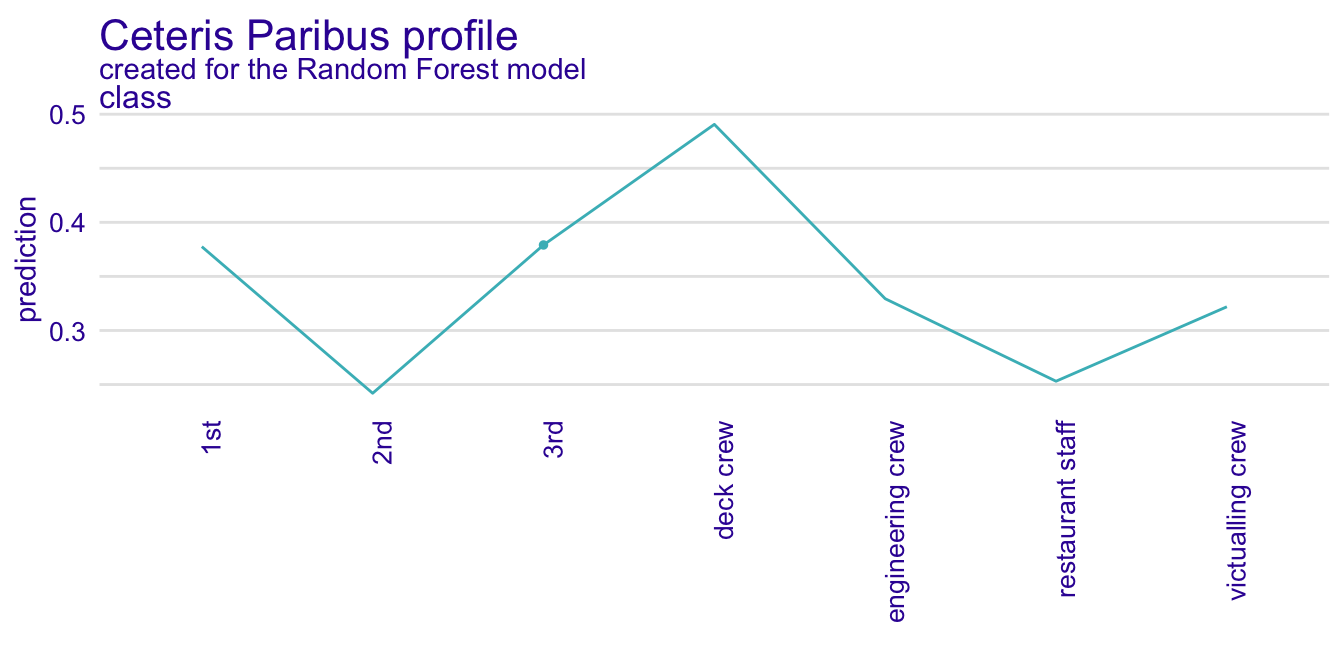 Ceteris Paribus profile
created for the Random Forest model
class
0.5
0.4
0.3
prediction
1st
2nd
3rd
deck crew
engineering crew
restaurant staff
victualling crew